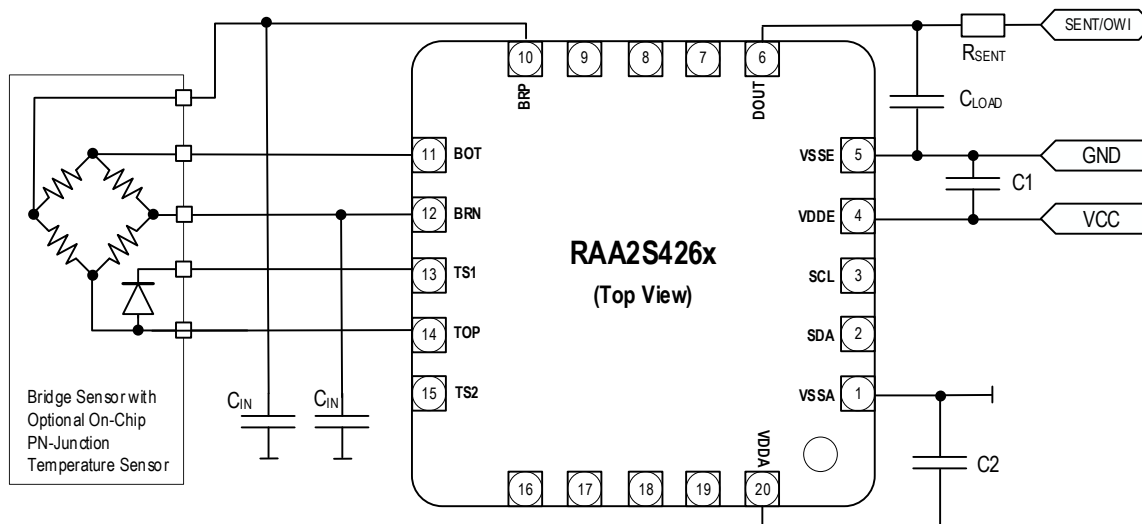 SENT/OWI
RSENT
10
9
8
7
6
BRP
DOUT
CLOAD
11
BOT
VSSE
5
GND
C1
12
BRN
VDDE
4
VCC
RAA2S426x
(Top View)
13
TS1
SCL
3
14
TOP
SDA
2
15
TS2
VSSA
1
CIN
CIN
Bridge Sensor with
Optional On-Chip
PN-Junction
Temperature Sensor
VDDA
C2
16
17
18
19
20